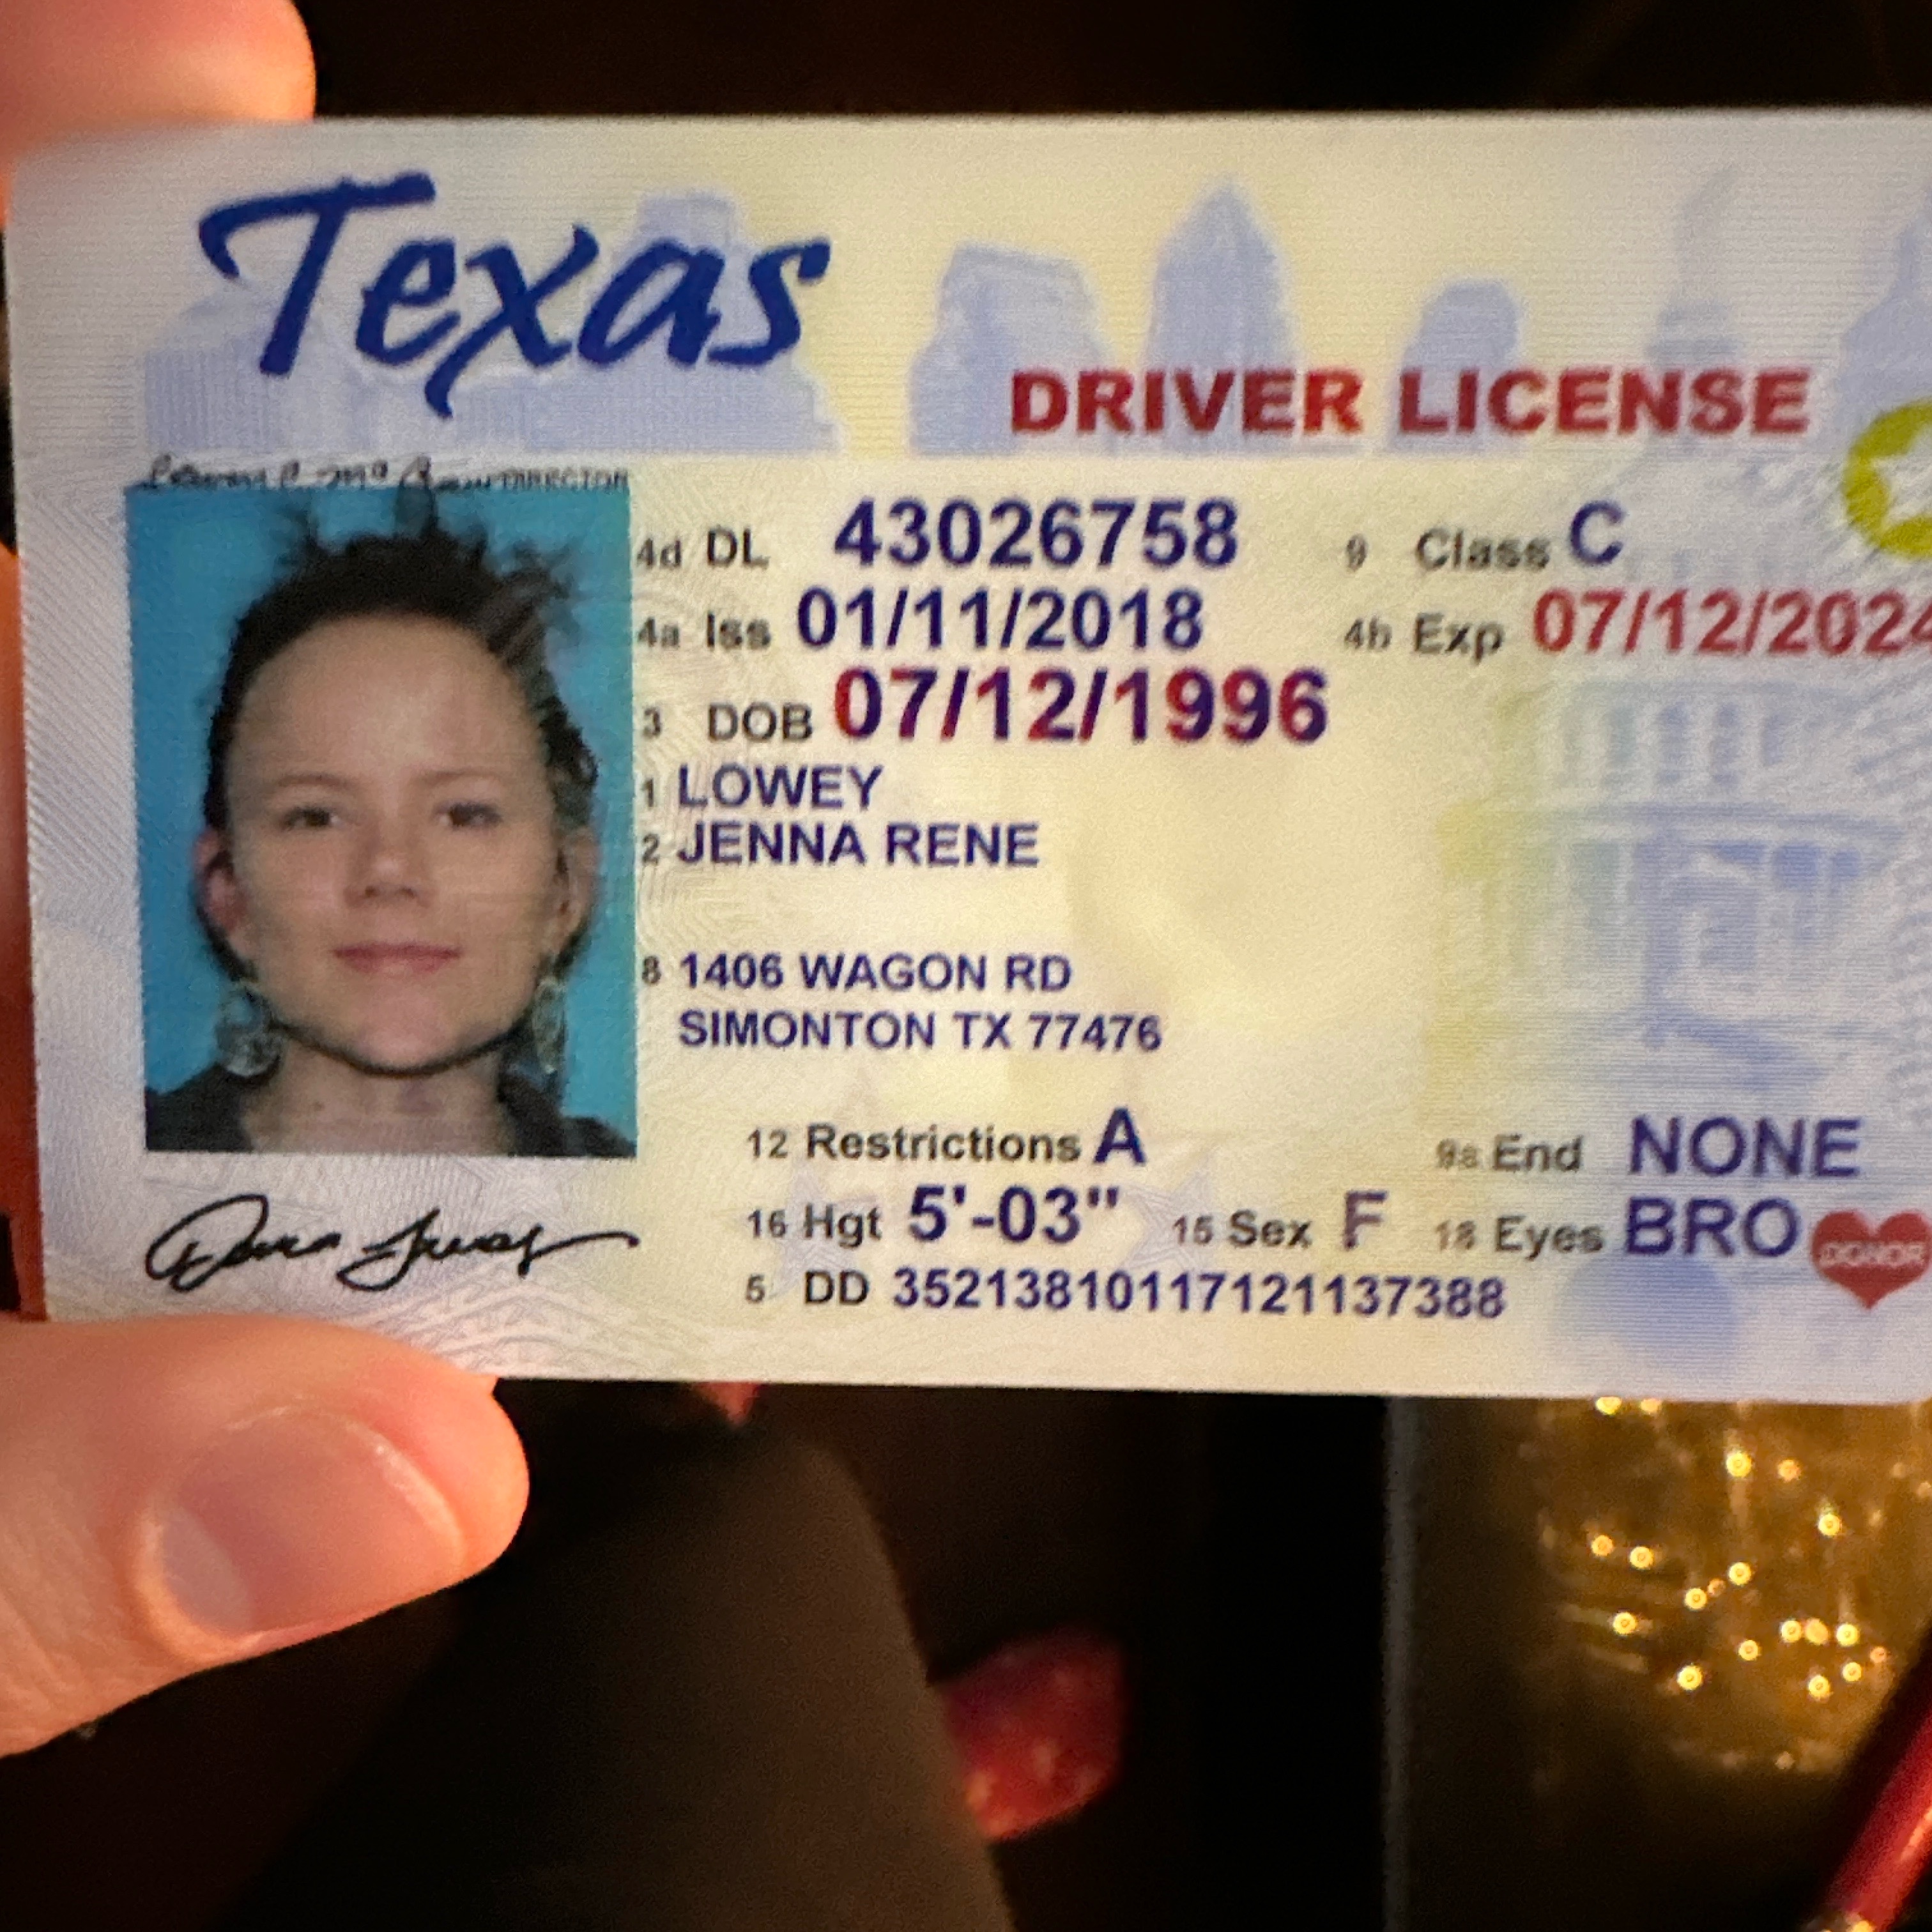 Texas
DRIVER LICENSE
DIRECTOR
4d DL 43026758 9 Class C
4a Iss 01/11/2018 4b Exp 07/12/2024
3 DOB 07/12/1996
1 LOWEY
2 JENNA RENE
8 1406 WAGON RD
SIMONTON TX 77476
12 Restrictions A 9a End NONE
16 Hgt 5'-03" 15 Sex F 18 Eyes BRO DONOR
5 DD 35213810117121137388